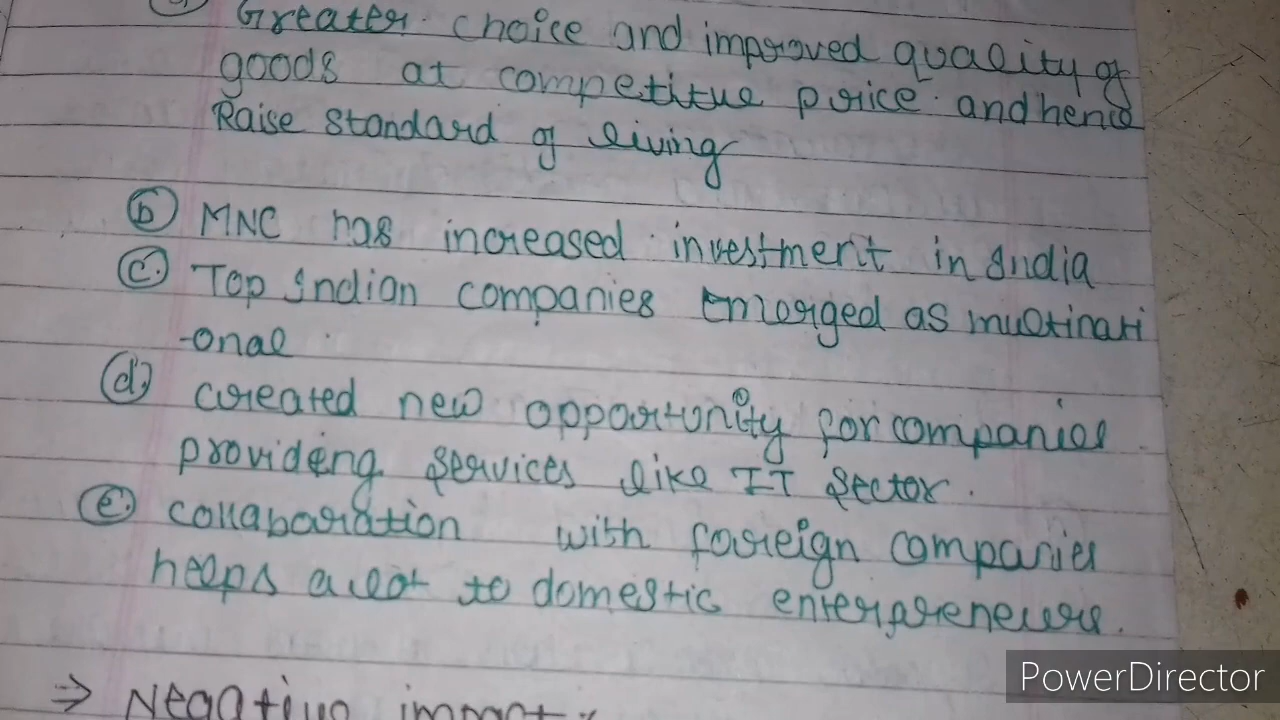 Greater choice and improved quality of
goods at competitive price and hence
Raise standard of living
(b) MNC has increased investment in India
(c) Top Indian companies Emerged as multinati
-onal
(d) created new opportunity for companies
providing services like IT sector.
(e) collaboration with foreign companies
helps a lot to domestic enterpreneurs.
⇒ Negative impact :-
PowerDirector